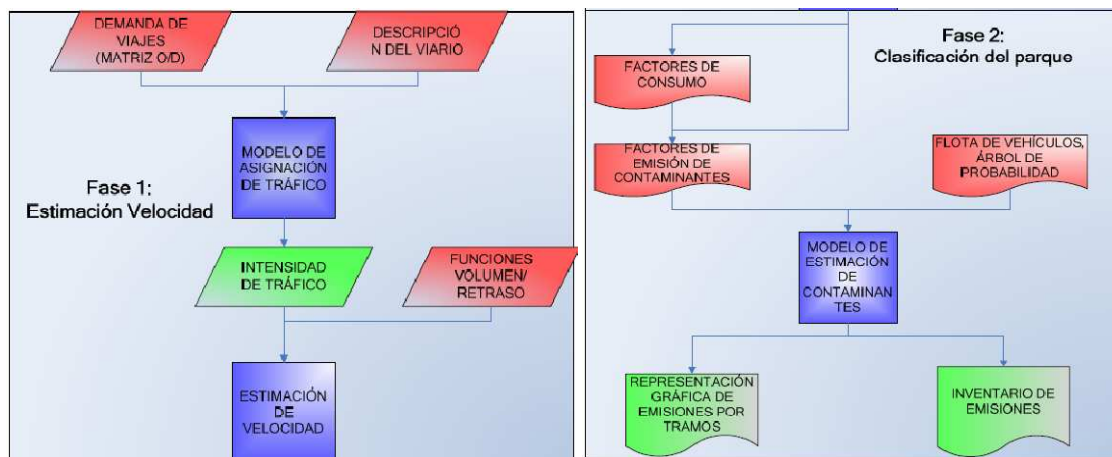 DEMANDA DE
VIAJES
(MATRIZ O/D)
DESCRIPCIÓ
N DEL VIARIO
MODELO DE
ASIGNACIÓN
DE TRÁFICO
Fase 1:
Estimación Velocidad
INTENSIDAD
DE TRÁFICO
FUNCIONES
VOLUMEN/
RETRASO
ESTIMACIÓN
DE
VELOCIDAD
Fase 2:
Clasificación del parque
FACTORES DE
CONSUMO
FACTORES DE
EMISIÓN DE
CONTAMINANTES
FLOTA DE VEHÍCULOS,
ÁRBOL DE
PROBABILIDAD
MODELO DE
ESTIMACIÓN
DE
CONTAMINAN
TES
REPRESENTACIÓN
GRÁFICA DE
EMISIONES POR
TRAMOS
INVENTARIO DE
EMISIONES